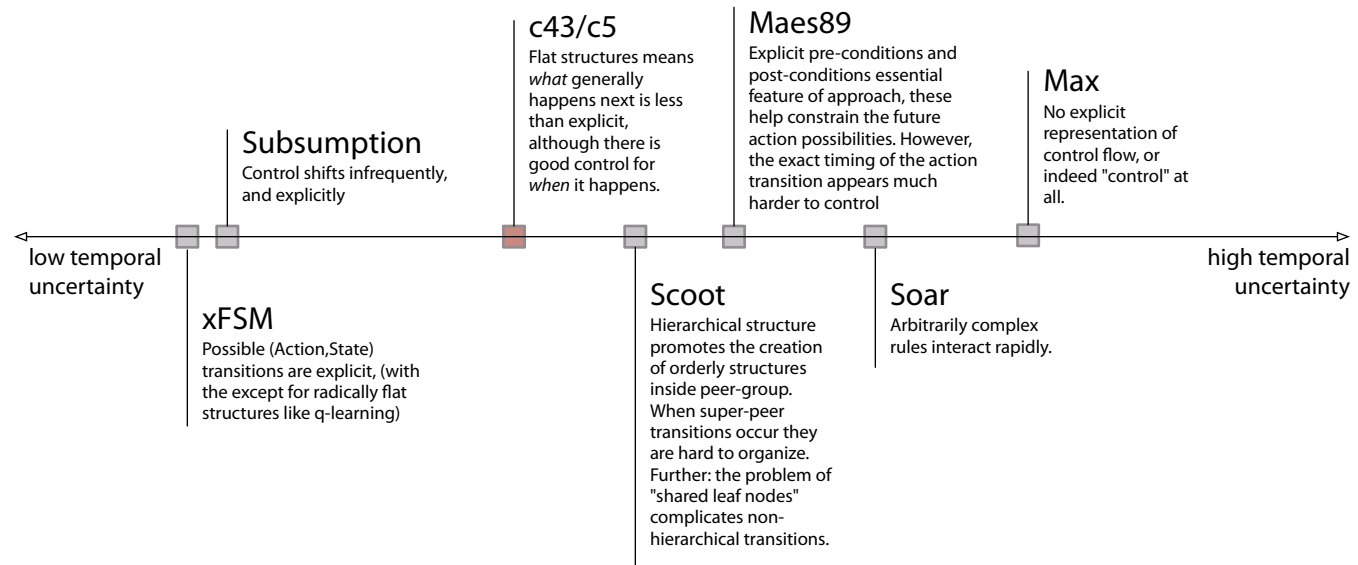 c43/c5
Flat structures means
what generally
happens next is less
than explicit,
although there is
good control for
when it happens.
Maes89
Explicit pre-conditions and
post-conditions essential
feature of approach, these
help constrain the future
action possibilities. However,
the exact timing of the action
transition appears much
harder to control
Max
No explicit
representation of
control flow, or
indeed "control" at
all.
Subsumption
Control shifts infrequently,
and explicitly
low temporal
uncertainty
high temporal
uncertainty
xFSM
Possible (Action,State)
transitions are explicit, (with
the except for radically flat
structures like q-learning)
Scoot
Hierarchical structure
promotes the creation
of orderly structures
inside peer-group.
When super-peer
transitions occur they
are hard to organize.
Further: the problem of
"shared leaf nodes"
complicates non-
hierarchical transitions.
Soar
Arbitrarily complex
rules interact rapidly.